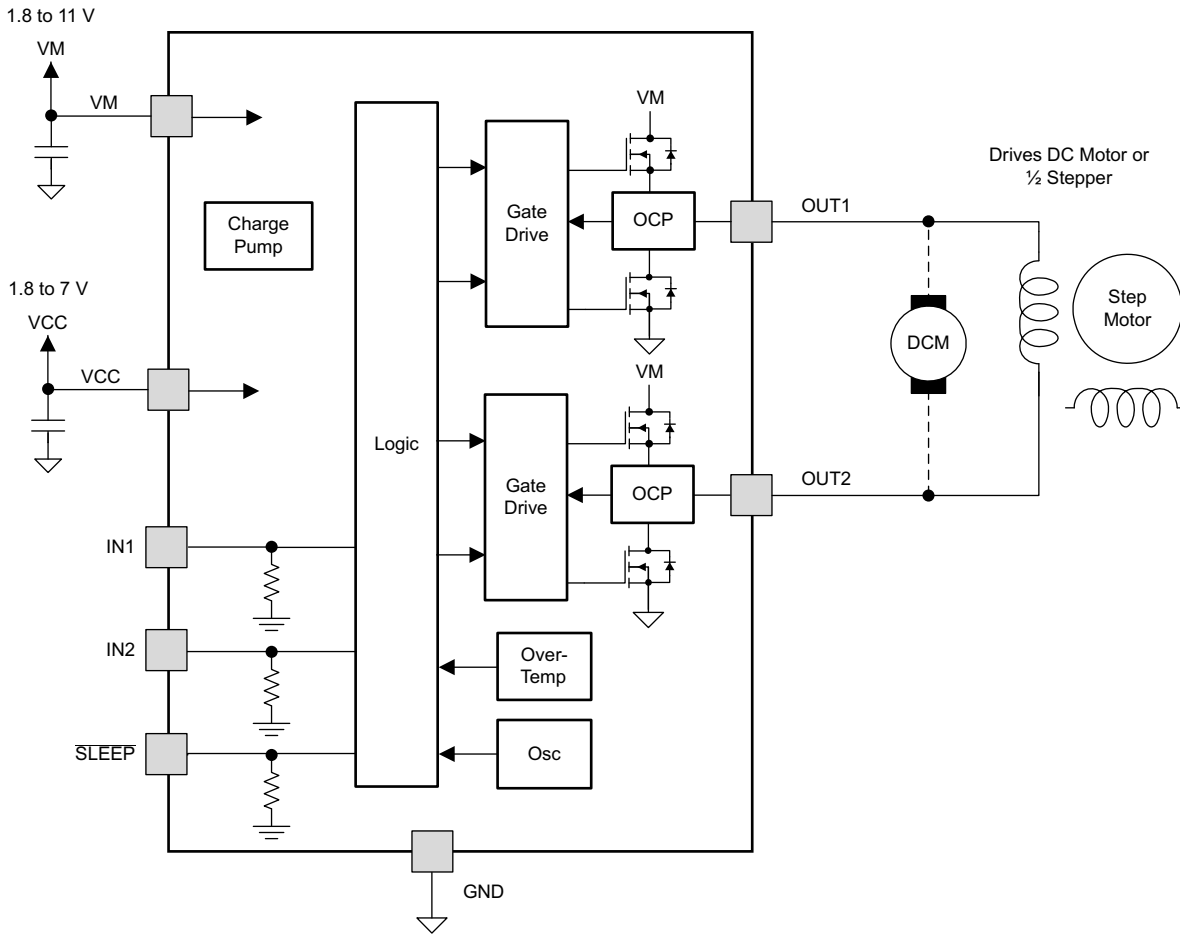 1.8 to 11 V
VM
VM
Charge
Pump
1.8 to 7 V
VCC
VCC
IN1
IN2
SLEEP
Logic
Gate
Drive
VM
OCP
Gate
Drive
VM
OCP
Over-
Temp
Osc
GND
OUT1
OUT2
Drives DC Motor or
½ Stepper
DCM
Step
Motor